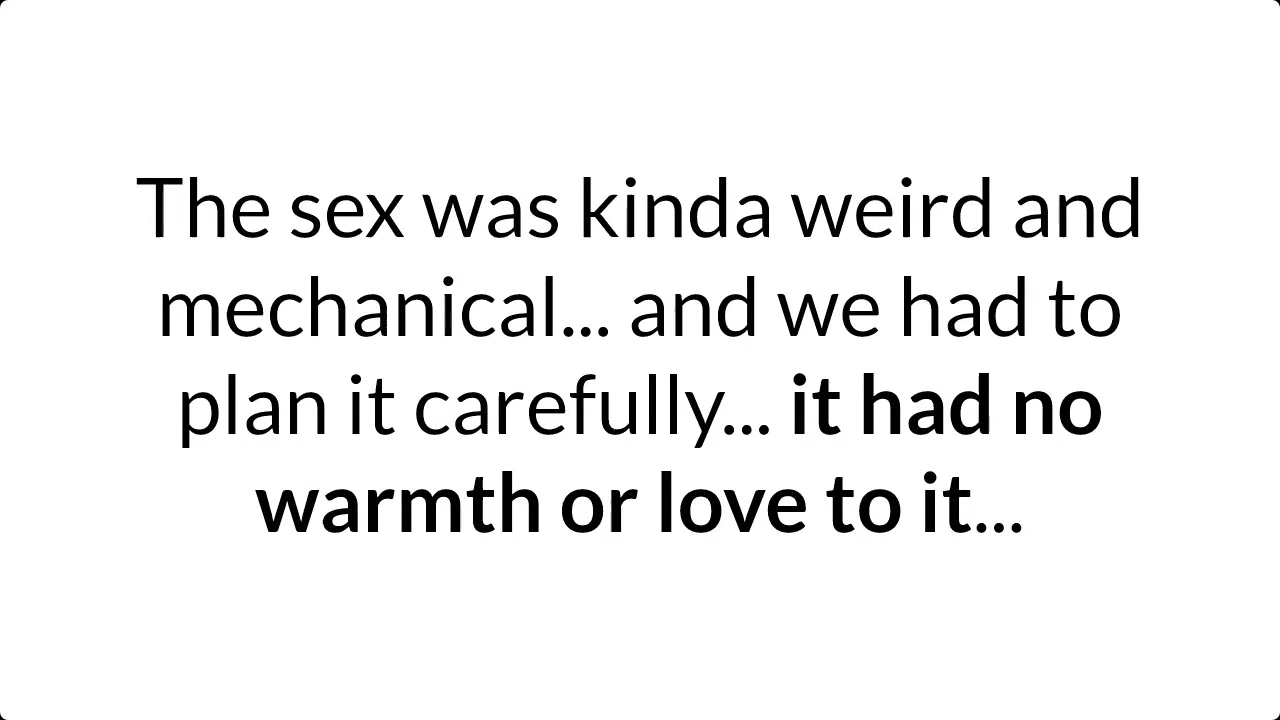 The sex was kinda weird and
mechanical... and we had to
plan it carefully... it had no
warmth or love to it...